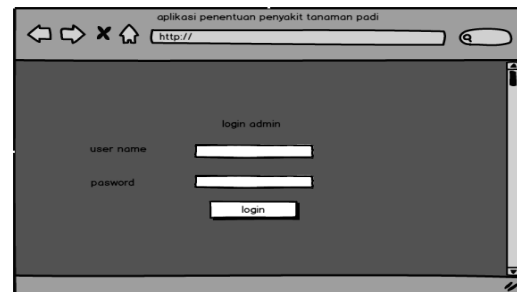 aplikasi penentuan penyakit tanaman padi
http://
login admin
user name
pasword
login